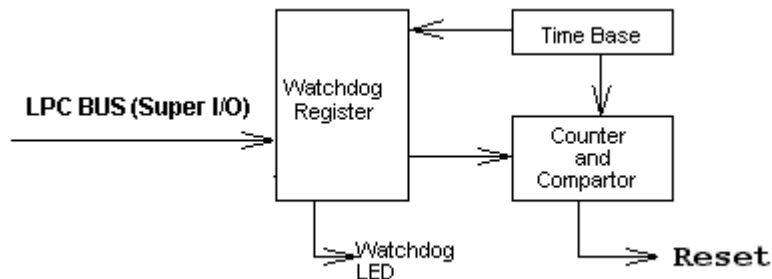 Time Base
Watchdog
Register
LPC BUS (Super I/O)
Counter
and
Compartor
Watchdog
LED
Reset